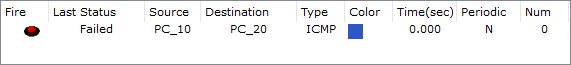 Fire Last Status Source Destination Type Color Time(sec) Periodic Num
Failed PC_10 PC_20 ICMP 0.000 N 0